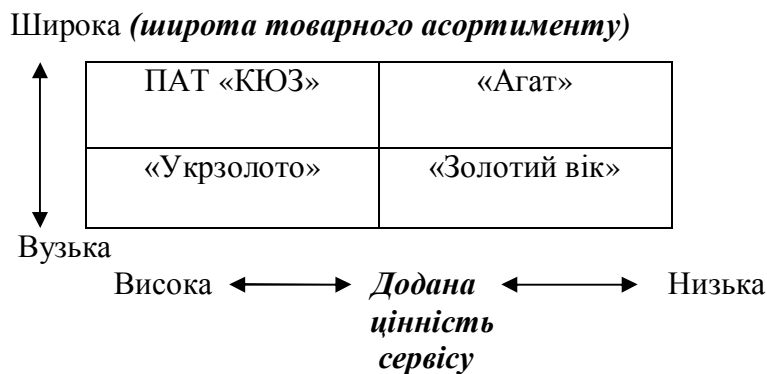 Широка (широта товарного асортименту)
ПАТ «КЮЗ» «Агат»
«Укрзолото» «Золотий вік»
Вузька
Висока Додана Низька
цінність
сервісу